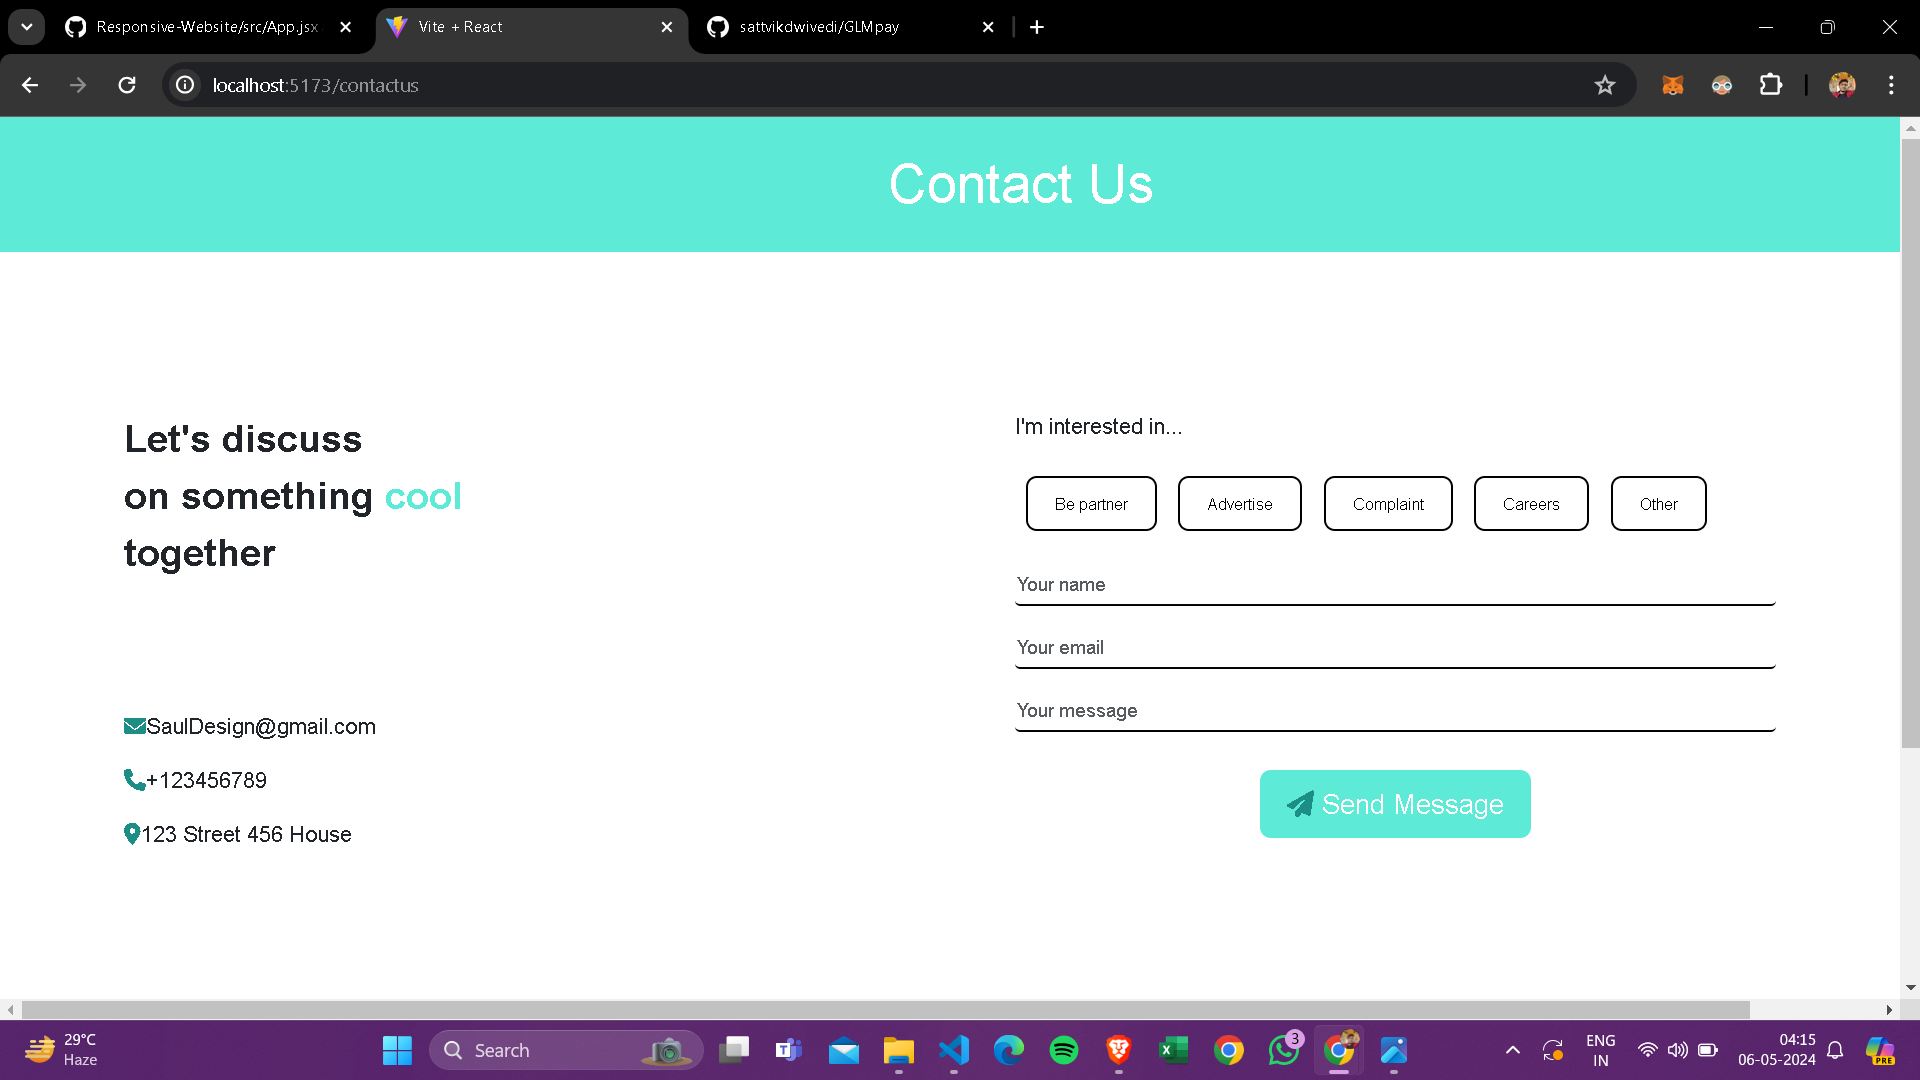 Responsive-Website/src/App.jsx
Vite + React
sattvikdwivedi/GLMpay
localhost:5173/contactus
Contact Us
Let's discuss
on something cool
together
SaulDesign@gmail.com
+123456789
123 Street 456 House
I'm interested in...
Be partner
Advertise
Complaint
Careers
Other
Your name
Your email
Your message
Send Message
29°C
Haze
Search
3
ENG
IN
04:15
06-05-2024
PRE